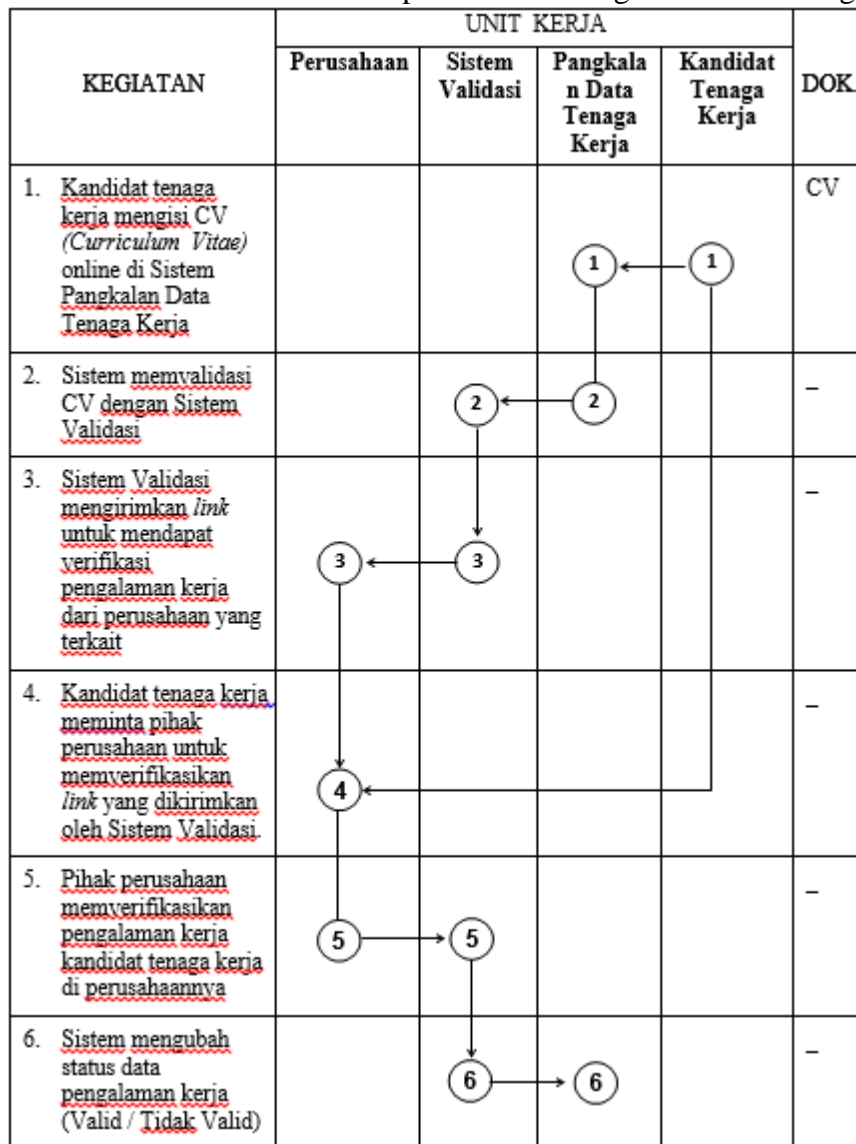 UNIT KERJA
KEGIATAN
Perusahaan
Sistem
Validasi
Pangkala
n Data
Tenaga
Kerja
Kandidat
Tenaga
Kerja
DOK.
1. Kandidat tenaga
kerja mengisi CV
(Curriculum Vitae)
online di Sistem
Pangkalan Data
Tenaga Kerja
1
1
CV
2. Sistem memvalidasi
CV dengan Sistem
Validasi
2
2
–
3. Sistem Validasi
mengirimkan link
untuk mendapat
verifikasi
pengalaman kerja
dari perusahaan yang
terkait
3
3
–
4. Kandidat tenaga kerja
meminta pihak
perusahaan untuk
memverifikasikan
link yang dikirimkan
oleh Sistem Validasi.
4
–
5. Pihak perusahaan
memverifikasikan
pengalaman kerja
kandidat tenaga kerja
di perusahaannya
5
5
–
6. Sistem mengubah
status data
pengalaman kerja
(Valid / Tidak Valid)
6
6
–